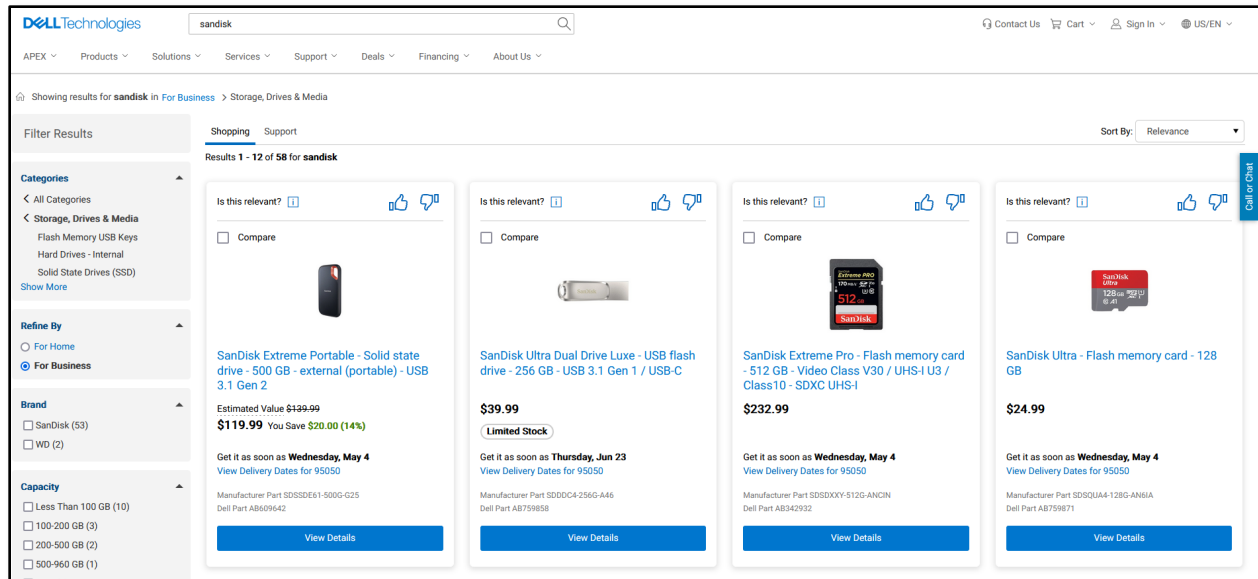 DELLTechnologies
sandisk
Contact Us
Cart
Sign In
US/EN
APEX
Products
Solutions
Services
Support
Deals
Financing
About Us
Showing results for sandisk in For Business > Storage, Drives & Media
Filter Results
Categories
All Categories
Storage, Drives & Media
Flash Memory USB Keys
Hard Drives - Internal
Solid State Drives (SSD)
Show More
Refine By
For Home
For Business
Brand
SanDisk (53)
WD (2)
Capacity
Less Than 100 GB (10)
100-200 GB (3)
200-500 GB (2)
500-960 GB (1)
Shopping
Support
Sort By: Relevance
Results 1 - 12 of 58 for sandisk
Is this relevant?
Compare
SanDisk Extreme Portable - Solid state
drive - 500 GB - external (portable) - USB
3.1 Gen 2
Estimated Value $139.99
$119.99 You Save $20.00 (14%)
Get it as soon as Wednesday, May 4
View Delivery Dates for 95050
Manufacturer Part SDSSDE61-500G-G25
Dell Part AB609642
View Details
Is this relevant?
Compare
SanDisk Ultra Dual Drive Luxe - USB flash
drive - 256 GB - USB 3.1 Gen 1 / USB-C
$39.99
Limited Stock
Get it as soon as Thursday, Jun 23
View Delivery Dates for 95050
Manufacturer Part SDDDC4-256G-A46
Dell Part AB759858
View Details
Is this relevant?
Compare
Extreme PRO
170 MB/s
512 GB
SanDisk
SanDisk Extreme Pro - Flash memory card
- 512 GB - Video Class V30 / UHS-I U3 /
Class10 - SDXC UHS-I
$232.99
Get it as soon as Wednesday, May 4
View Delivery Dates for 95050
Manufacturer Part SDSDXXY-512G-ANCIN
Dell Part AB342932
View Details
Is this relevant?
Compare
SanDisk
Ultra
128 GB
A1
SanDisk Ultra - Flash memory card - 128
GB
$24.99
Get it as soon as Wednesday, May 4
View Delivery Dates for 95050
Manufacturer Part SDSQUA4-128G-AN6IA
Dell Part AB759871
View Details
Call or Chat